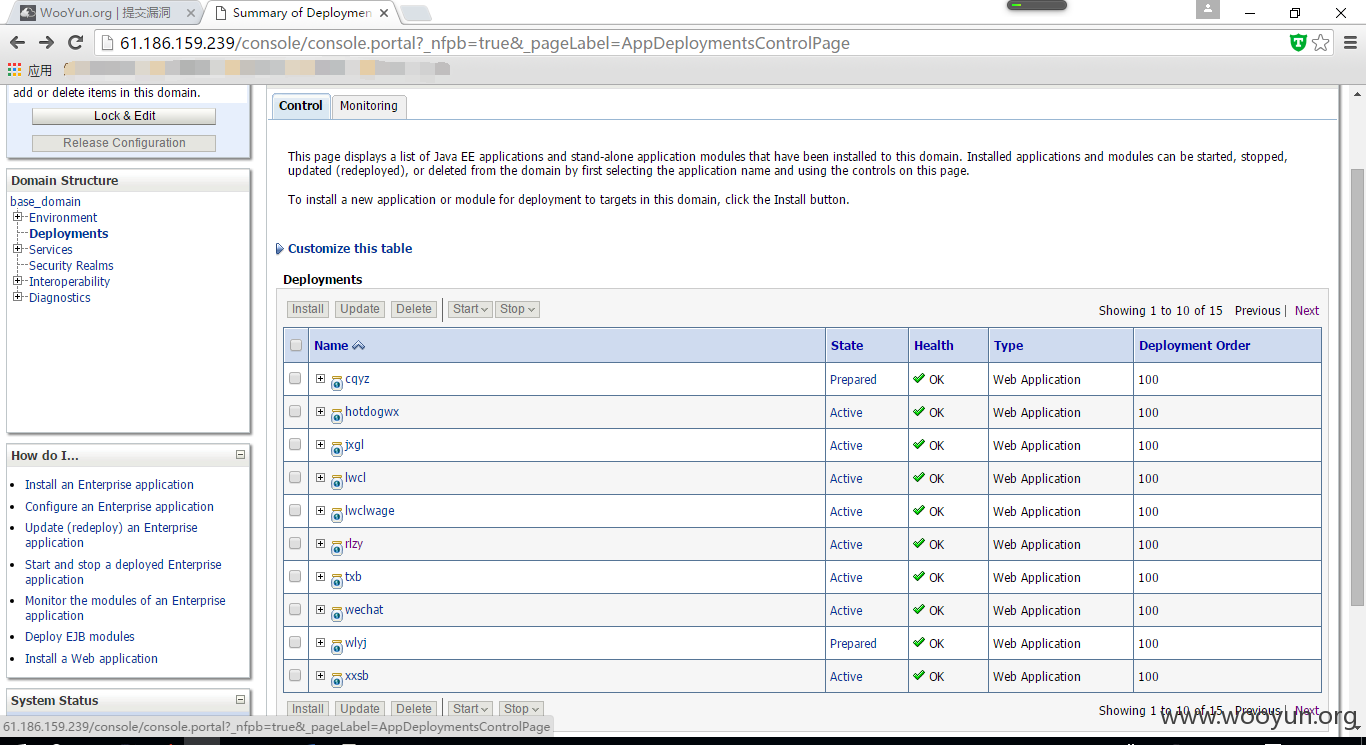 WooYun.org | 提交漏洞
Summary of Deploymen
61.186.159.239/console/console.portal?_nfpb=true&_pageLabel=AppDeploymentsControlPage
应用
add or delete items in this domain.
Lock & Edit
Release Configuration
Domain Structure
base_domain
Environment
Deployments
Services
Security Realms
Interoperability
Diagnostics
How do I...
Install an Enterprise application
Configure an Enterprise application
Update (redeploy) an Enterprise
application
Start and stop a deployed Enterprise
application
Monitor the modules of an Enterprise
application
Deploy EJB modules
Install a Web application
System Status
Control Monitoring
This page displays a list of Java EE applications and stand-alone application modules that have been installed to this domain. Installed applications and modules can be started, stopped,
updated (redeployed), or deleted from the domain by first selecting the application name and using the controls on this page.
To install a new application or module for deployment to targets in this domain, click the Install button.
Customize this table
Deployments
Install Update Delete Start Stop Showing 1 to 10 of 15 Previous | Next
Name State Health Type Deployment Order
cqyz Prepared OK Web Application 100
hotdogwx Active OK Web Application 100
jxgl Active OK Web Application 100
lwcl Active OK Web Application 100
lwclwage Active OK Web Application 100
rlzy Active OK Web Application 100
txb Active OK Web Application 100
wechat Active OK Web Application 100
wlyj Prepared OK Web Application 100
xxsb Active OK Web Application 100
Install Update Delete Start Stop Showing 1 to 10 of 15 Previous | Next
61.186.159.239/console/console.portal?_nfpb=true&_pageLabel=AppDeploymentsControlPage
www.wooyun.org